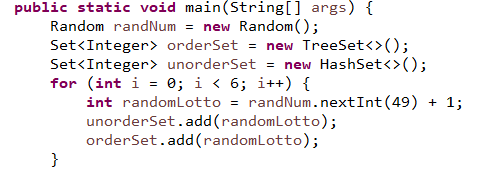 public static void main(String[] args) {
    Random randNum = new Random();
    Set<Integer> orderSet = new TreeSet<>();
    Set<Integer> unorderSet = new HashSet<>();
    for (int i = 0; i < 6; i++) {
        int randomLotto = randNum.nextInt(49) + 1;
        unorderSet.add(randomLotto);
        orderSet.add(randomLotto);
    }